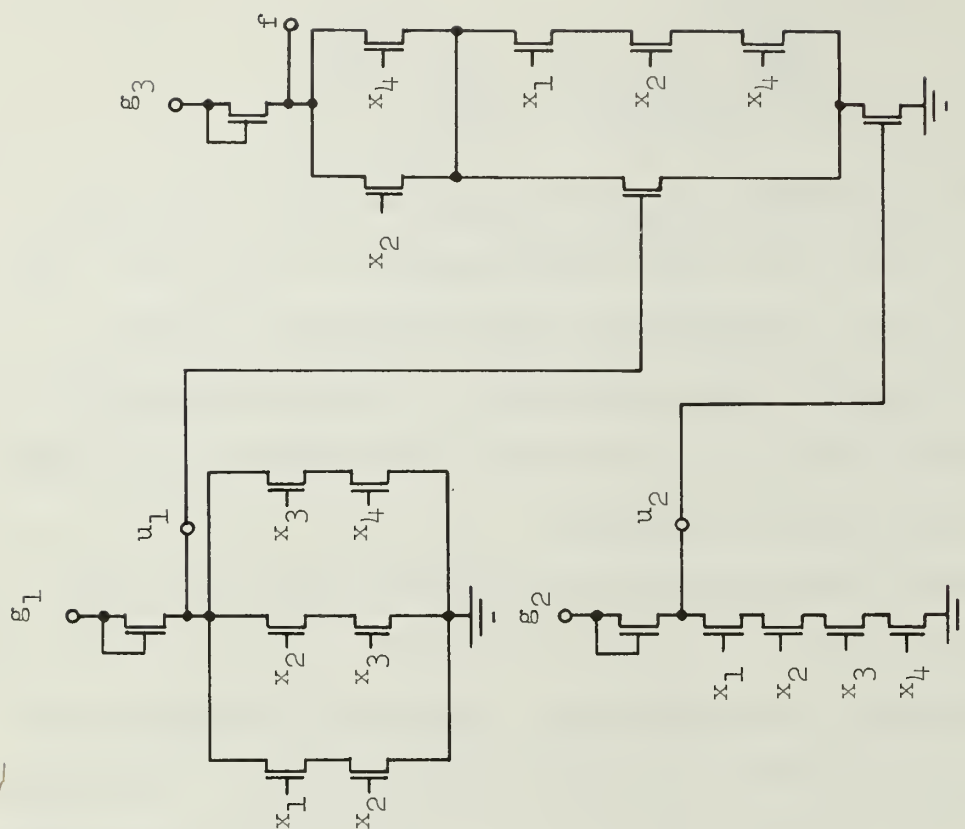 g₃
f
x₂
x₄
x₁
x₂
x₄
g₁
u₁
x₁
x₂
x₂
x₃
x₃
x₄
g₂
u₂
x₁
x₂
x₃
x₄